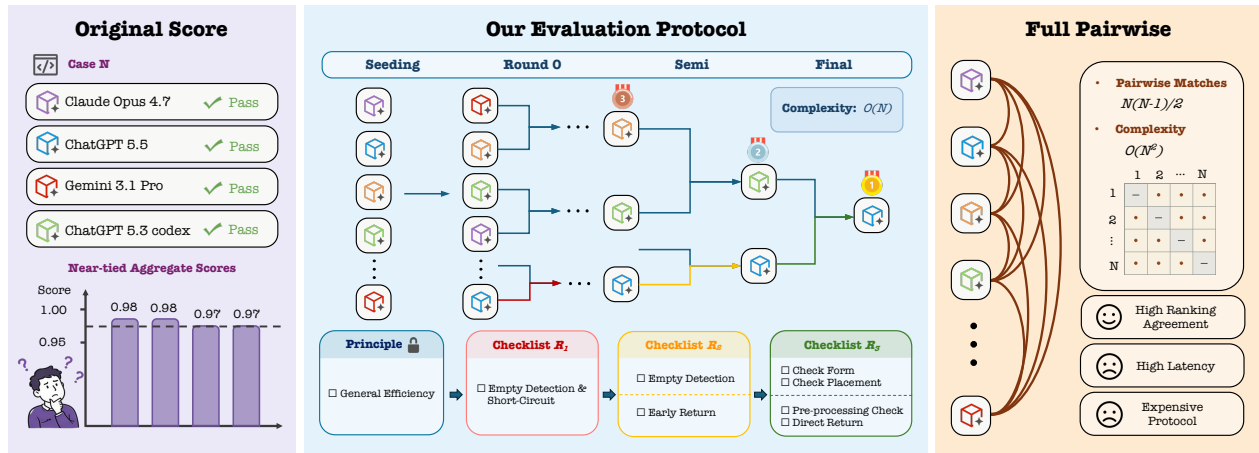 Original Score
Case N
Claude Opus 4.7
Pass
ChatGPT 5.5
Pass
Gemini 3.1 Pro
Pass
ChatGPT 5.3 codex
Pass
Near-tied Aggregate Scores
Score
1.00
0.95
0.98
0.98
0.97
0.97
? ? ? ?
Our Evaluation Protocol
Seeding
Round 0
Semi
Final
3
2
1
Complexity: O(N)
Principle
General Efficiency
Checklist R1
Empty Detection &
Short-Circuit
Checklist R2
Empty Detection
Early Return
Checklist R3
Check Form
Check Placement
Pre-processing Check
Direct Return
Full Pairwise
• Pairwise Matches
N(N-1)/2
• Complexity
O(N²)
1 2 ... N
1
2
⋮
N
High Ranking
Agreement
High Latency
Expensive
Protocol